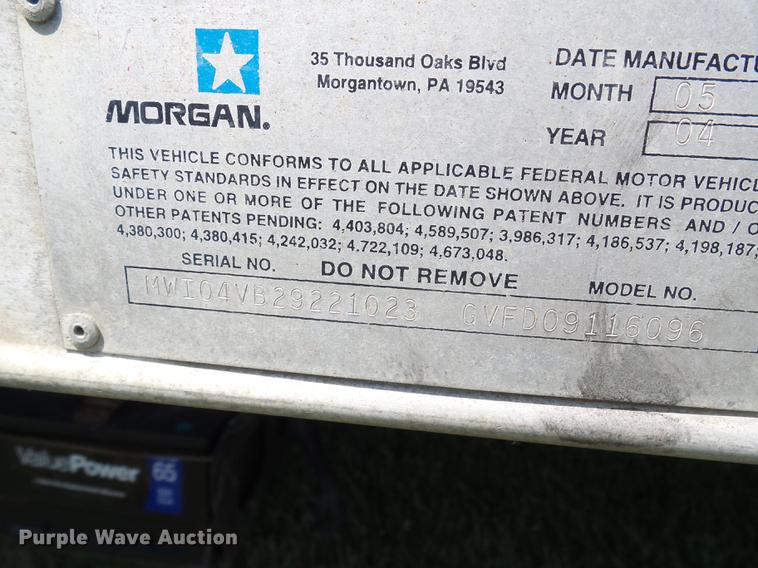 MORGAN®
35 Thousand Oaks Blvd
Morgantown, PA 19543
DATE MANUFACTU
MONTH 05
YEAR 04
THIS VEHICLE CONFORMS TO ALL APPLICABLE FEDERAL MOTOR VEHICL
SAFETY STANDARDS IN EFFECT ON THE DATE SHOWN ABOVE. IT IS PRODUC
UNDER ONE OR MORE OF THE FOLLOWING PATENT NUMBERS AND / O
OTHER PATENTS PENDING: 4,403,804; 4,589,507; 3,986,317; 4,186,537; 4,198,187;
4,380,300; 4,380,415; 4,242,032; 4.722,109; 4,673,048.
SERIAL NO. DO NOT REMOVE MODEL NO.
MWI04VB29221023 GVFD09116096
ValuePower
65
Purple Wave Auction